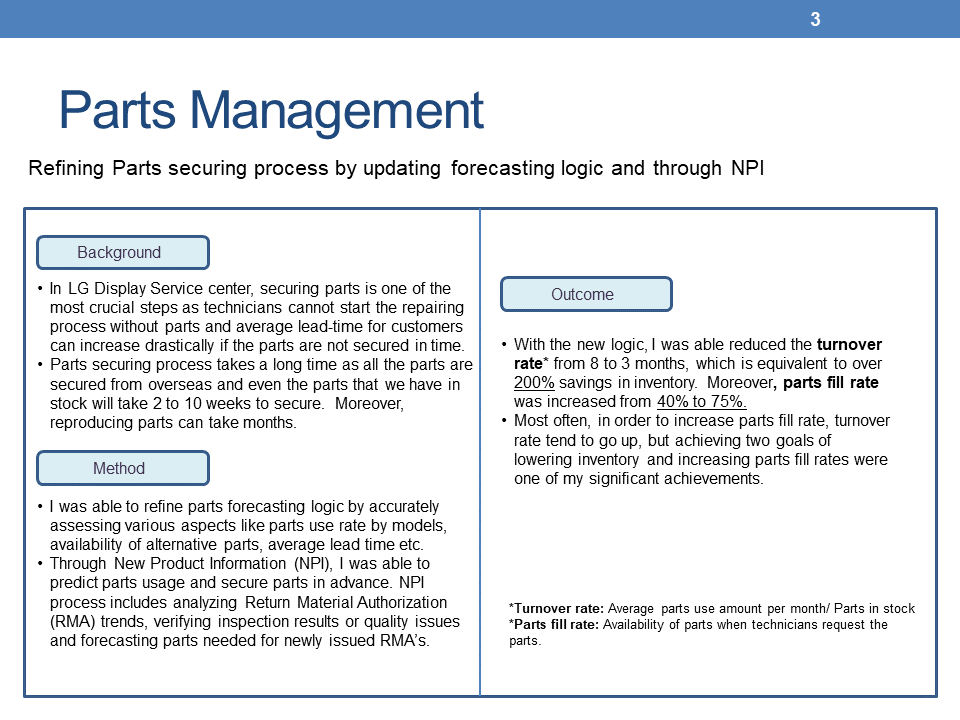 3
Parts Management
Refining Parts securing process by updating forecasting logic and through NPI
Background
• In LG Display Service center, securing parts is one of the
most crucial steps as technicians cannot start the repairing
process without parts and average lead-time for customers
can increase drastically if the parts are not secured in time.
• Parts securing process takes a long time as all the parts are
secured from overseas and even the parts that we have in
stock will take 2 to 10 weeks to secure. Moreover,
reproducing parts can take months.
Method
• I was able to refine parts forecasting logic by accurately
assessing various aspects like parts use rate by models,
availability of alternative parts, average lead time etc.
• Through New Product Information (NPI), I was able to
predict parts usage and secure parts in advance. NPI
process includes analyzing Return Material Authorization
(RMA) trends, verifying inspection results or quality issues
and forecasting parts needed for newly issued RMA's.
Outcome
• With the new logic, I was able reduced the turnover
rate* from 8 to 3 months, which is equivalent to over
200% savings in inventory. Moreover, parts fill rate
was increased from 40% to 75%.
• Most often, in order to increase parts fill rate, turnover
rate tend to go up, but achieving two goals of
lowering inventory and increasing parts fill rates were
one of my significant achievements.
*Turnover rate: Average parts use amount per month/ Parts in stock
*Parts fill rate: Availability of parts when technicians request the
parts.